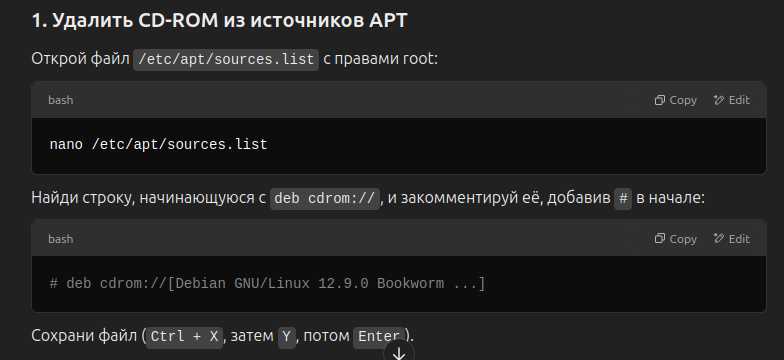 1. Удалить CD-ROM из источников APT
Открой файл /etc/apt/sources.list с правами root:
bash Copy Edit
nano /etc/apt/sources.list
Найди строку, начинающуюся с deb cdrom://, и закомментируй её, добавив # в начале:
bash Copy Edit
# deb cdrom://[Debian GNU/Linux 12.9.0 Bookworm ...]
Сохрани файл (Ctrl + X, затем Y, потом Enter).